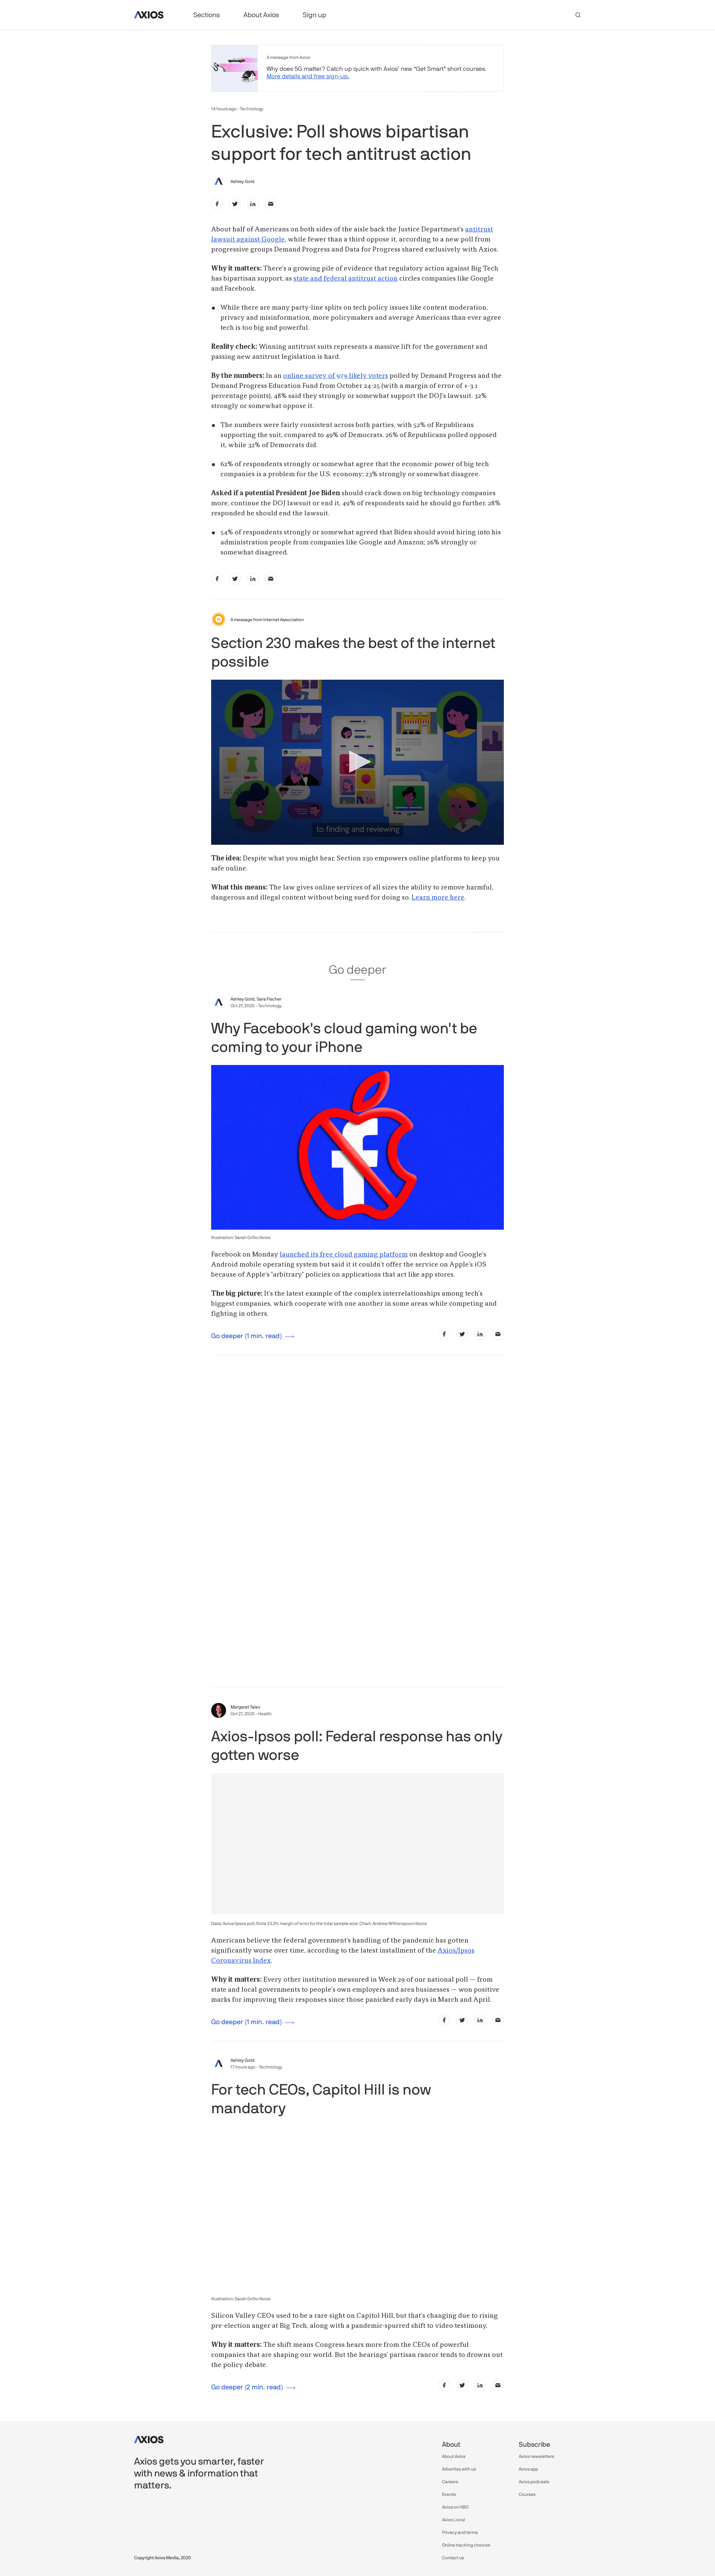 AXIOS
Sections
About Axios
Sign up
A message from Axios
Why does 5G matter? Catch up quick with Axios' new "Get Smart" short courses.
More details and free sign-up.
14 hours ago - Technology
Exclusive: Poll shows bipartisan
support for tech antitrust action
Ashley Gold
About half of Americans on both sides of the aisle back the Justice Department's antitrust
lawsuit against Google, while fewer than a third oppose it, according to a new poll from
progressive groups Demand Progress and Data for Progress shared exclusively with Axios.
Why it matters: There's a growing pile of evidence that regulatory action against Big Tech
has bipartisan support, as state and federal antitrust action circles companies like Google
and Facebook.
While there are many party-line splits on tech policy issues like content moderation,
privacy and misinformation, more policymakers and average Americans than ever agree
tech is too big and powerful.
Reality check: Winning antitrust suits represents a massive lift for the government and
passing new antitrust legislation is hard.
By the numbers: In an online survey of 979 likely voters polled by Demand Progress and the
Demand Progress Education Fund from October 24-25 (with a margin of error of +-3.1
percentage points), 48% said they strongly or somewhat support the DOJ's lawsuit. 32%
strongly or somewhat oppose it.
The numbers were fairly consistent across both parties, with 52% of Republicans
supporting the suit, compared to 49% of Democrats. 26% of Republicans polled opposed
it, while 32% of Democrats did.
62% of respondents strongly or somewhat agree that the economic power of big tech
companies is a problem for the U.S. economy; 23% strongly or somewhat disagree.
Asked if a potential President Joe Biden should crack down on big technology companies
more, continue the DOJ lawsuit or end it, 49% of respondents said he should go further. 28%
responded he should end the lawsuit.
54% of respondents strongly or somewhat agreed that Biden should avoid hiring into his
administration people from companies like Google and Amazon; 26% strongly or
somewhat disagreed.
A message from Internet Association
Section 230 makes the best of the internet
possible
to finding and reviewing
The idea: Despite what you might hear, Section 230 empowers online platforms to keep you
safe online.
What this means: The law gives online services of all sizes the ability to remove harmful,
dangerous and illegal content without being sued for doing so. Learn more here.
Go deeper
Ashley Gold, Sara Fischer
Oct 27, 2020 - Technology
Why Facebook's cloud gaming won't be
coming to your iPhone
Illustration: Sarah Grillo/Axios
Facebook on Monday launched its free cloud gaming platform on desktop and Google's
Android mobile operating system but said it it couldn't offer the service on Apple's iOS
because of Apple's "arbitrary" policies on applications that act like app stores.
The big picture: It's the latest example of the complex interrelationships among tech's
biggest companies, which cooperate with one another in some areas while competing and
fighting in others.
Go deeper (1 min. read)
Margaret Talev
Oct 27, 2020 - Health
Axios-Ipsos poll: Federal response has only
gotten worse
Data: Axios/Ipsos poll; Note ±3.3% margin of error for the total sample size; Chart: Andrew Witherspoon/Axios
Americans believe the federal government's handling of the pandemic has gotten
significantly worse over time, according to the latest installment of the Axios/Ipsos
Coronavirus Index.
Why it matters: Every other institution measured in Week 29 of our national poll — from
state and local governments to people's own employers and area businesses — won positive
marks for improving their responses since those panicked early days in March and April.
Go deeper (1 min. read)
Ashley Gold
17 hours ago - Technology
For tech CEOs, Capitol Hill is now
mandatory
Illustration: Sarah Grillo/Axios
Silicon Valley CEOs used to be a rare sight on Capitol Hill, but that's changing due to rising
pre-election anger at Big Tech, along with a pandemic-spurred shift to video testimony.
Why it matters: The shift means Congress hears more from the CEOs of powerful
companies that are shaping our world. But the hearings' partisan rancor tends to drowns out
the policy debate.
Go deeper (2 min. read)
AXIOS
Axios gets you smarter, faster
with news & information that
matters.
Copyright Axios Media, 2020
About
About Axios
Advertise with us
Careers
Events
Axios on HBO
Axios Local
Privacy and terms
Online tracking choices
Contact us
Subscribe
Axios newsletters
Axios app
Axios podcasts
Courses